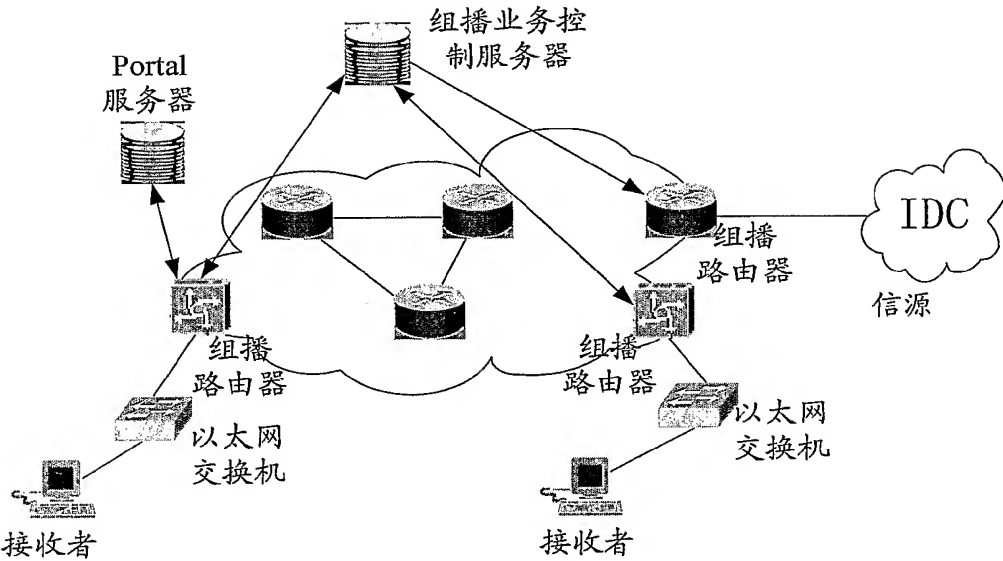 组播业务控
制服务器
Portal
服务器
IDC
组播
路由器
信源
组播
路由器
组播
路由器
以太网
交换机
以太网
交换机
接收者
接收者